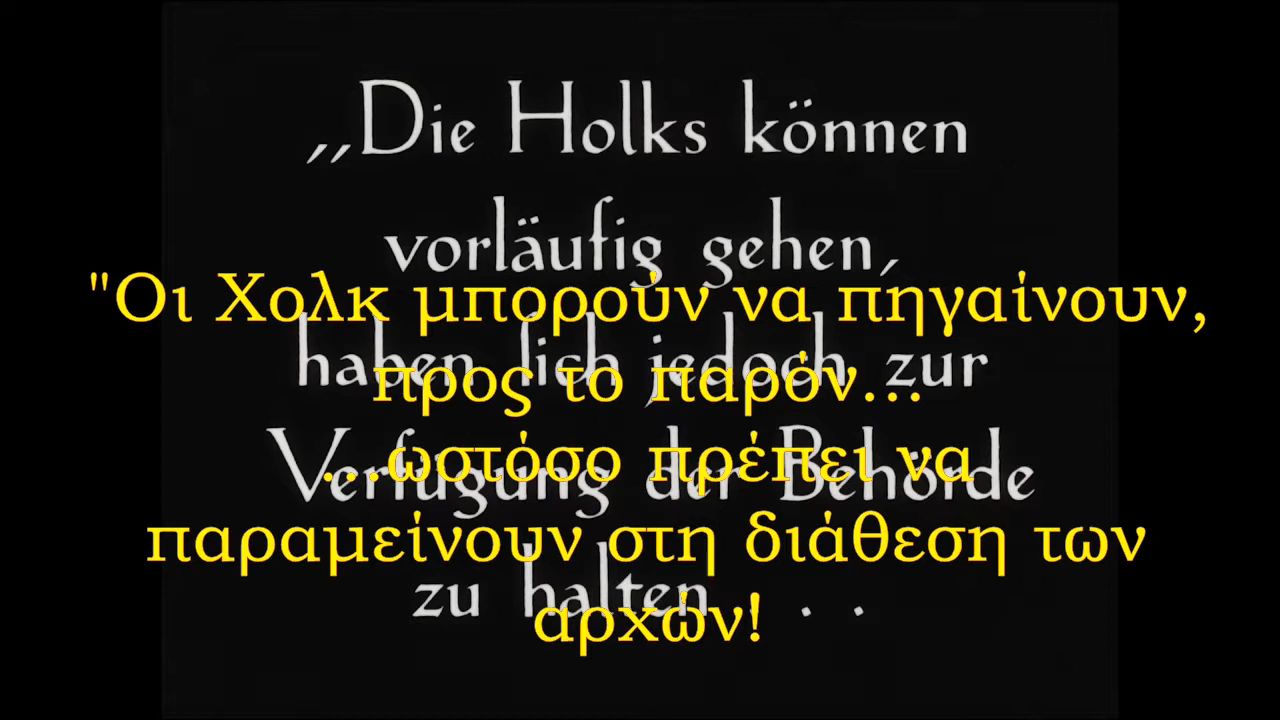 „Die Holks können
vorläufig gehen,
haben sich jedoch zur
Verfügung der Behörde
zu halten . . .
"Οι Χολκ μπορούν να πηγαίνουν,
προς το παρόν...
...ωστόσο πρέπει να
παραμείνουν στη διάθεση των
αρχών!